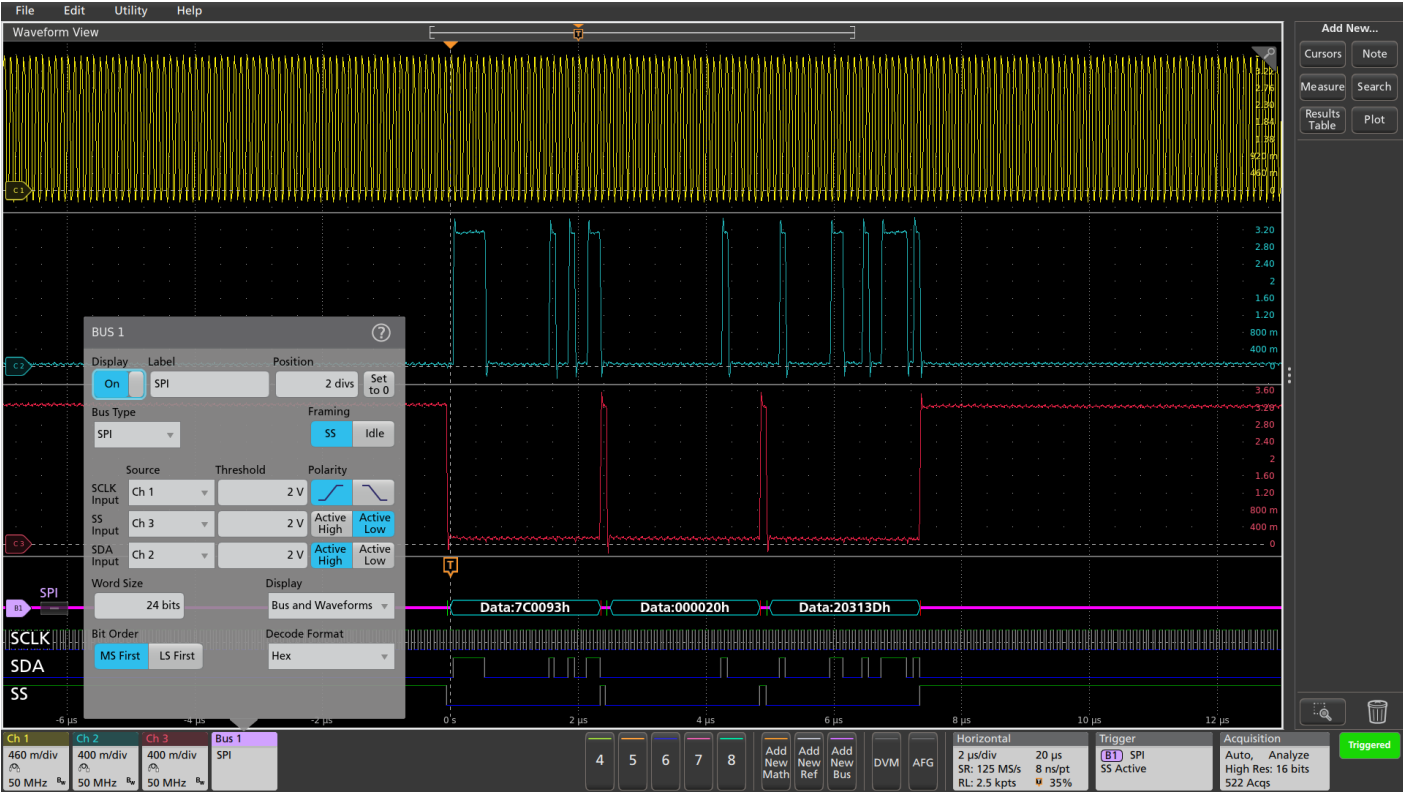 File Edit Utility Help
Waveform View
Add New...
Cursors Note
Measure Search
Results Table Plot
T
3.22
2.76
2.30
1.84
1.38
920 m
460 m
0
C1
3.20
2.80
2.40
2
1.60
1.20
800 m
400 m
0
C2
3.60
3.20
2.80
2.40
2
1.60
1.20
800 m
400 m
0
C3
BUS 1 ?
Display Label Position
On SPI 2 divs Set to 0
Bus Type Framing
SPI SS Idle
Source Threshold Polarity
SCLK Input Ch 1 2 V
SS Input Ch 3 2 V Active High Active Low
SDA Input Ch 2 2 V Active High Active Low
Word Size Display
24 bits Bus and Waveforms
Bit Order Decode Format
MS First LS First Hex
T
SPI
B1 Data:7C0093h Data:000020h Data:20313Dh
SCLK
SDA
SS
-6 µs -4 µs -2 µs 0 s 2 µs 4 µs 6 µs 8 µs 10 µs 12 µs
Ch 1 Ch 2 Ch 3 Bus 1
460 m/div 400 m/div 400 m/div SPI
50 MHz Bw 50 MHz Bw 50 MHz Bw
4 5 6 7 8
Add New Math
Add New Ref
Add New Bus
DVM AFG
Horizontal
2 µs/div 20 µs
SR: 125 MS/s 8 ns/pt
RL: 2.5 kpts 35%
Trigger
B1 SPI
SS Active
Acquisition
Auto, Analyze
High Res: 16 bits
522 Acqs
Triggered